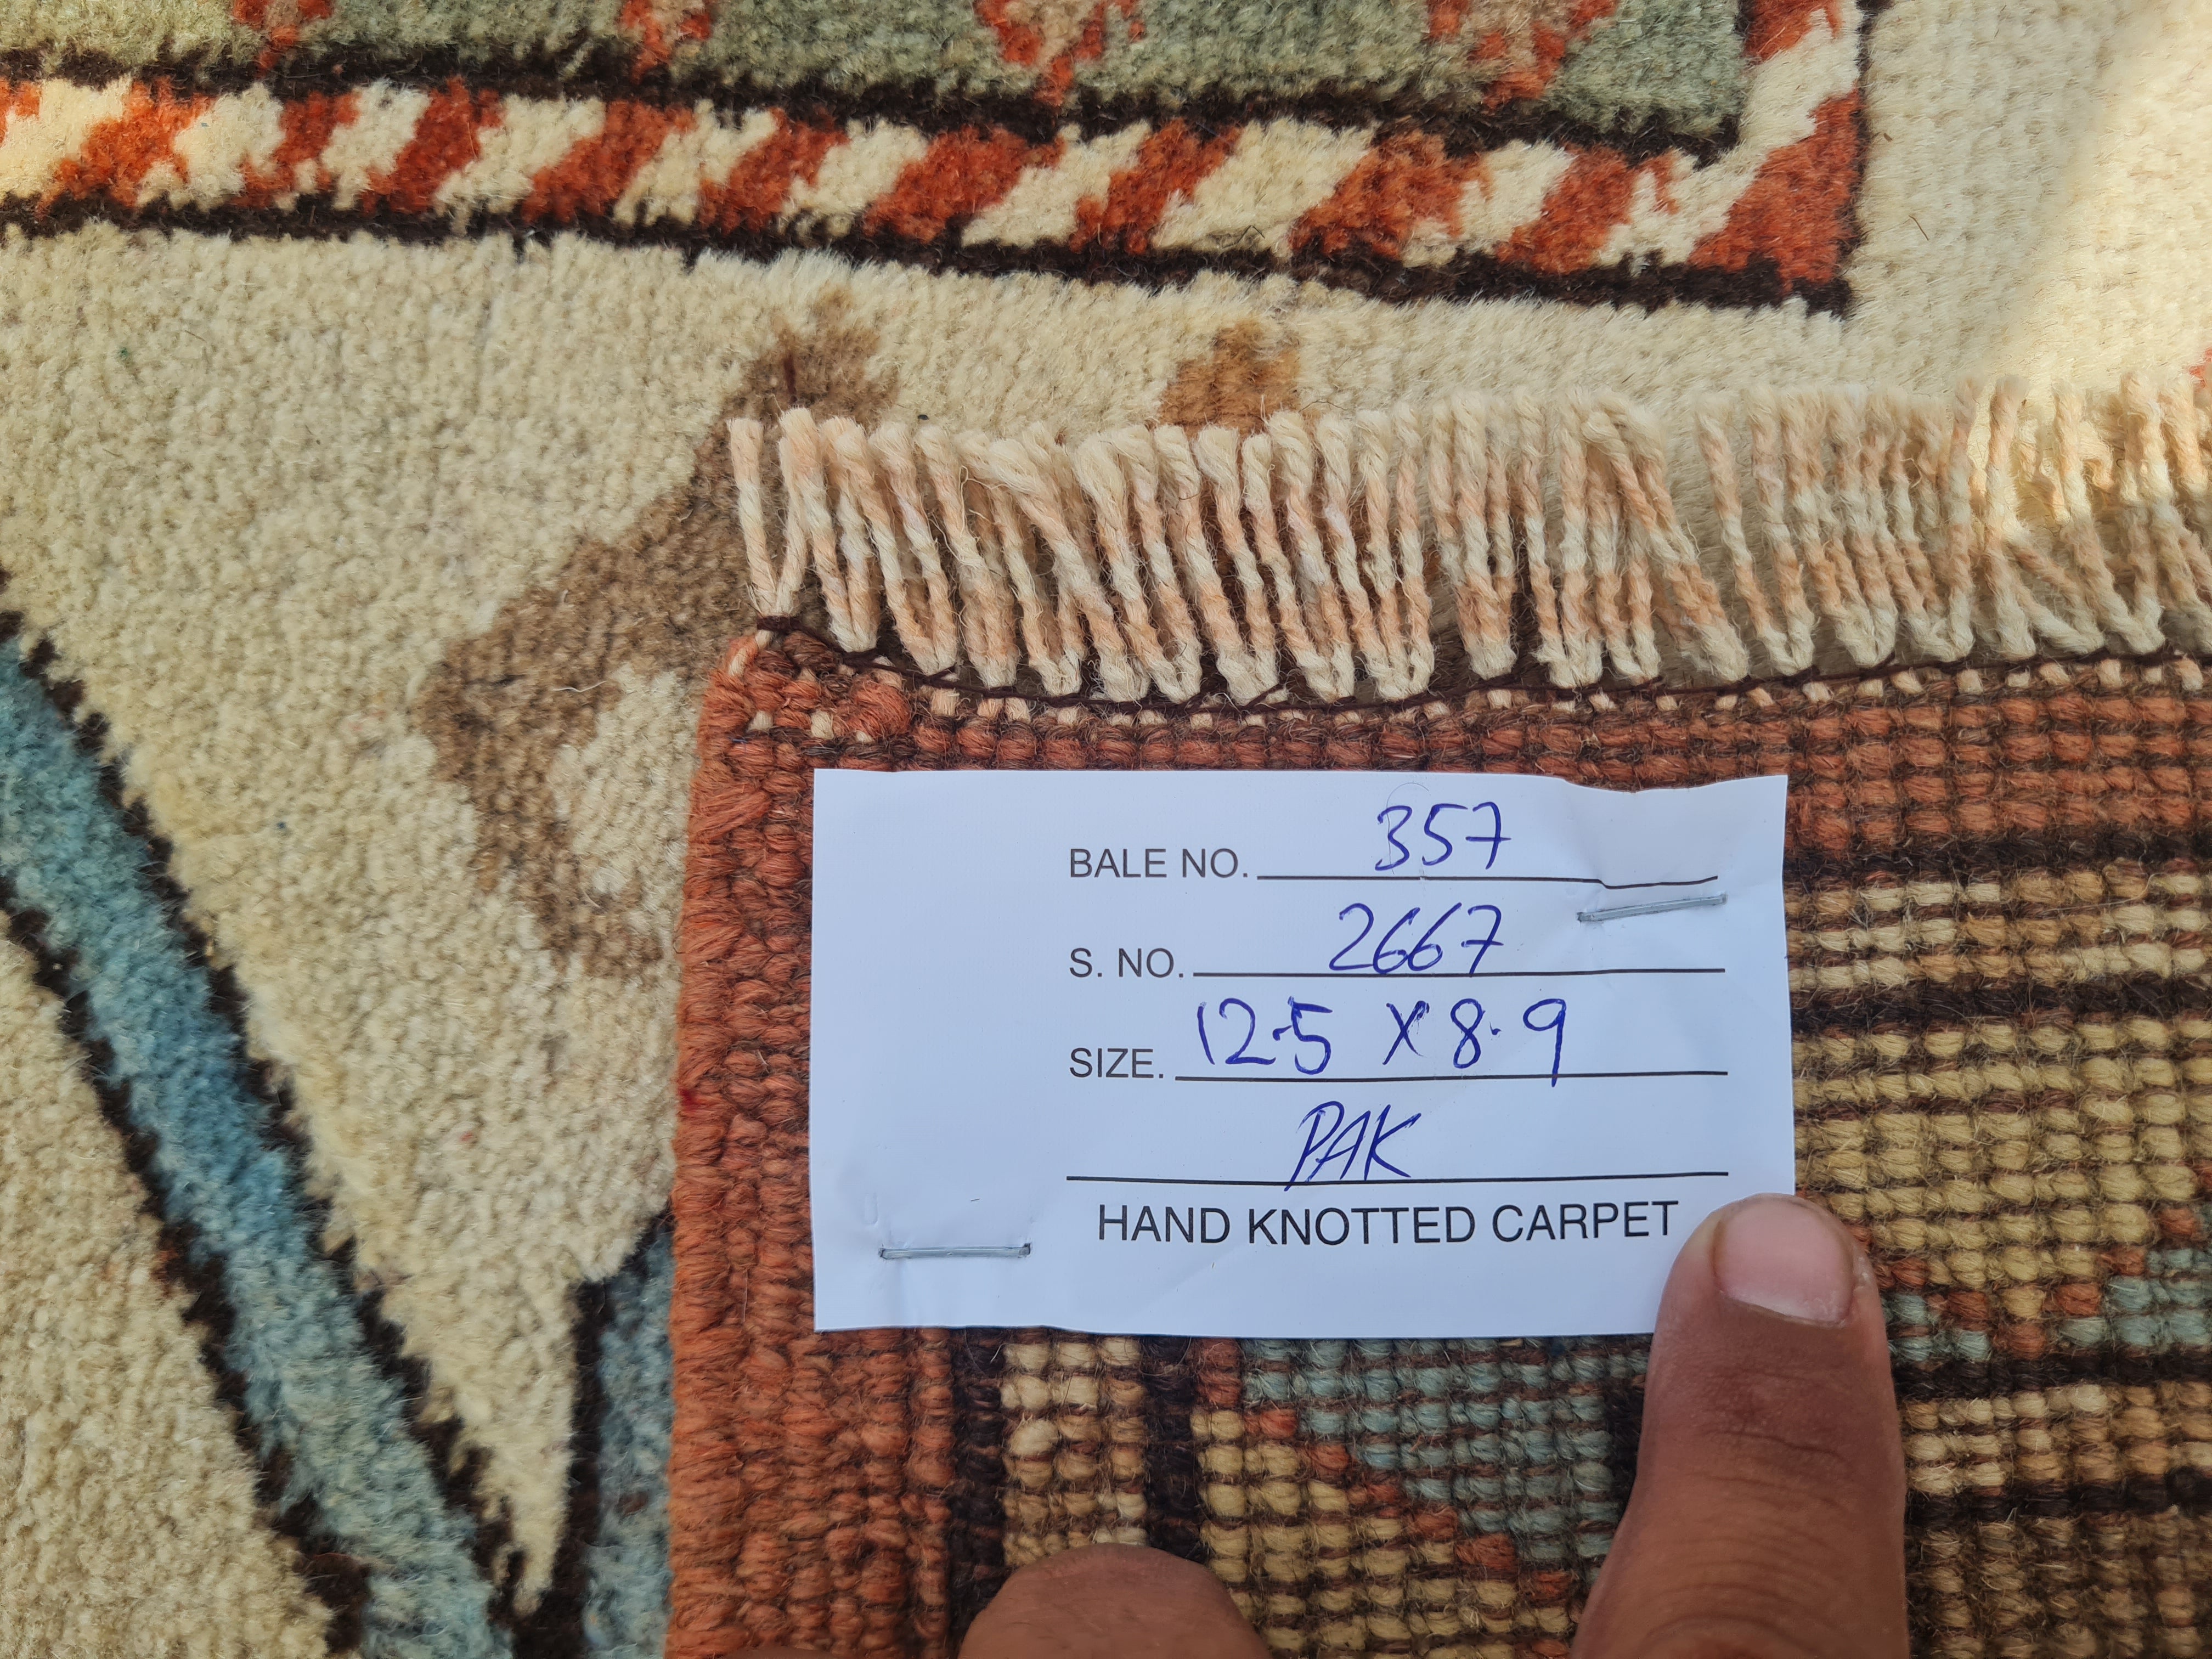 BALE NO. 357
S. NO. 2667
SIZE. 12.5 X 8.9
PAK
HAND KNOTTED CARPET